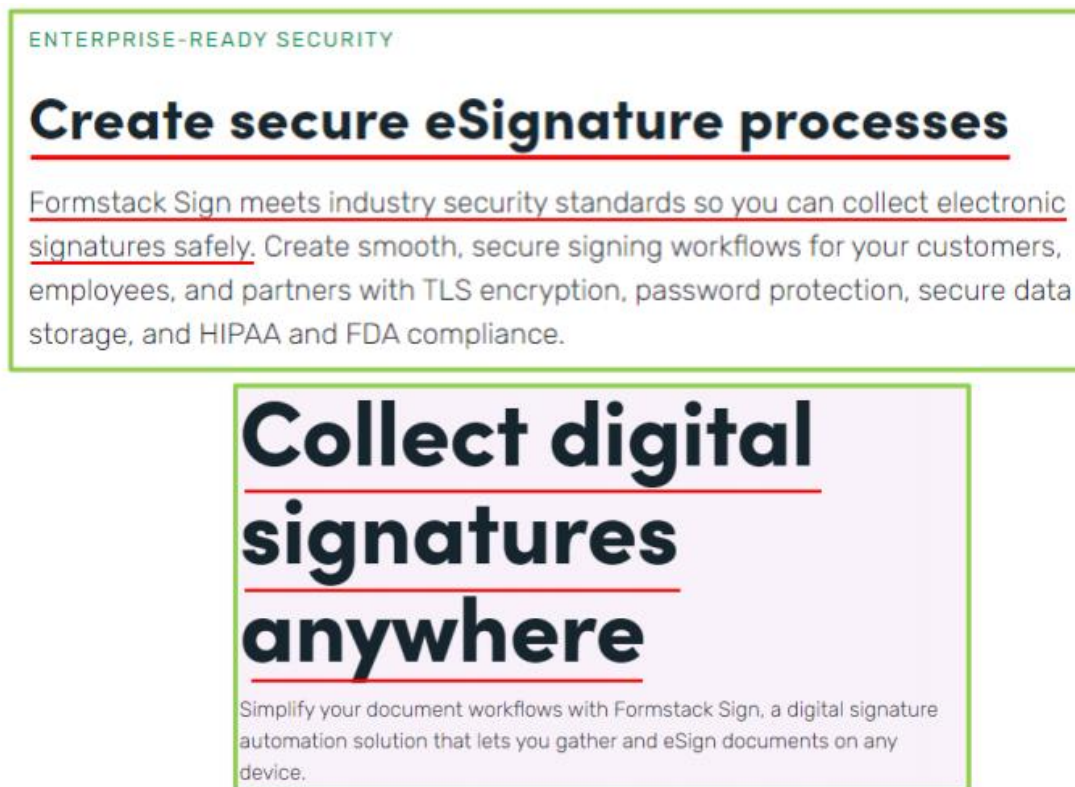 ENTERPRISE-READY SECURITY
Create secure eSignature processes
Formstack Sign meets industry security standards so you can collect electronic
signatures safely. Create smooth, secure signing workflows for your customers,
employees, and partners with TLS encryption, password protection, secure data
storage, and HIPAA and FDA compliance.
Collect digital
signatures
anywhere
Simplify your document workflows with Formstack Sign, a digital signature
automation solution that lets you gather and eSign documents on any
device.